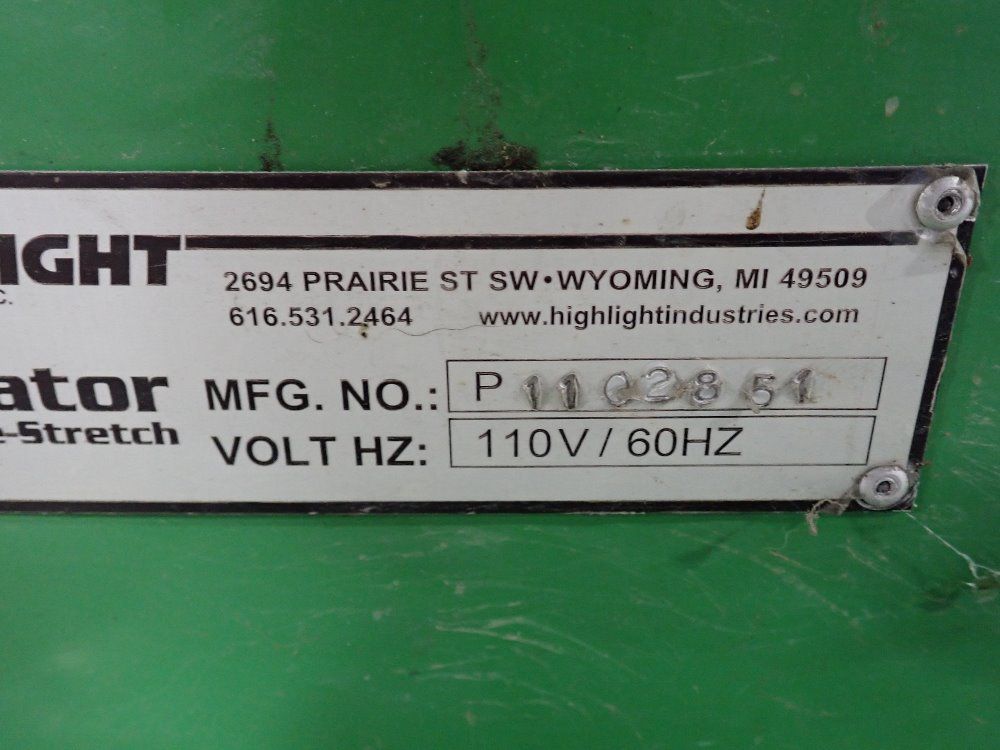 IGHT
C.
2694 PRAIRIE ST SW•WYOMING, MI 49509
616.531.2464 www.highlightindustries.com
ator
e-Stretch
MFG. NO.: P 11C2851
VOLT HZ: 110V / 60HZ